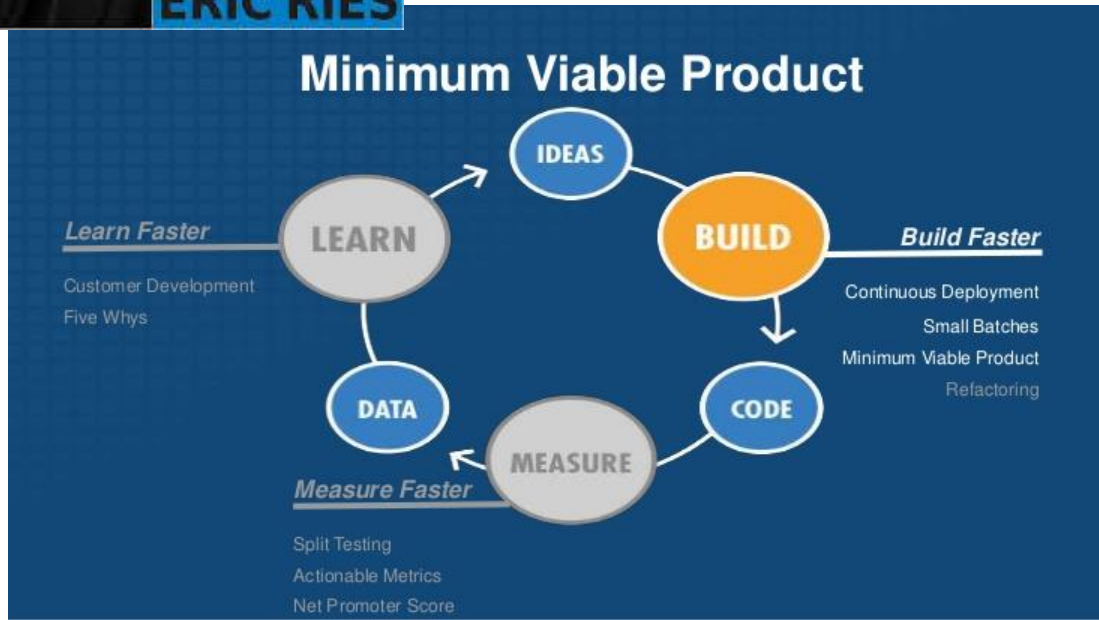 ERIC RIES
Minimum Viable Product
IDEAS
LEARN
BUILD
Learn Faster
Customer Development
Five Whys
Build Faster
Continuous Deployment
Small Batches
Minimum Viable Product
Refactoring
DATA
CODE
MEASURE
Measure Faster
Split Testing
Actionable Metrics
Net Promoter Score